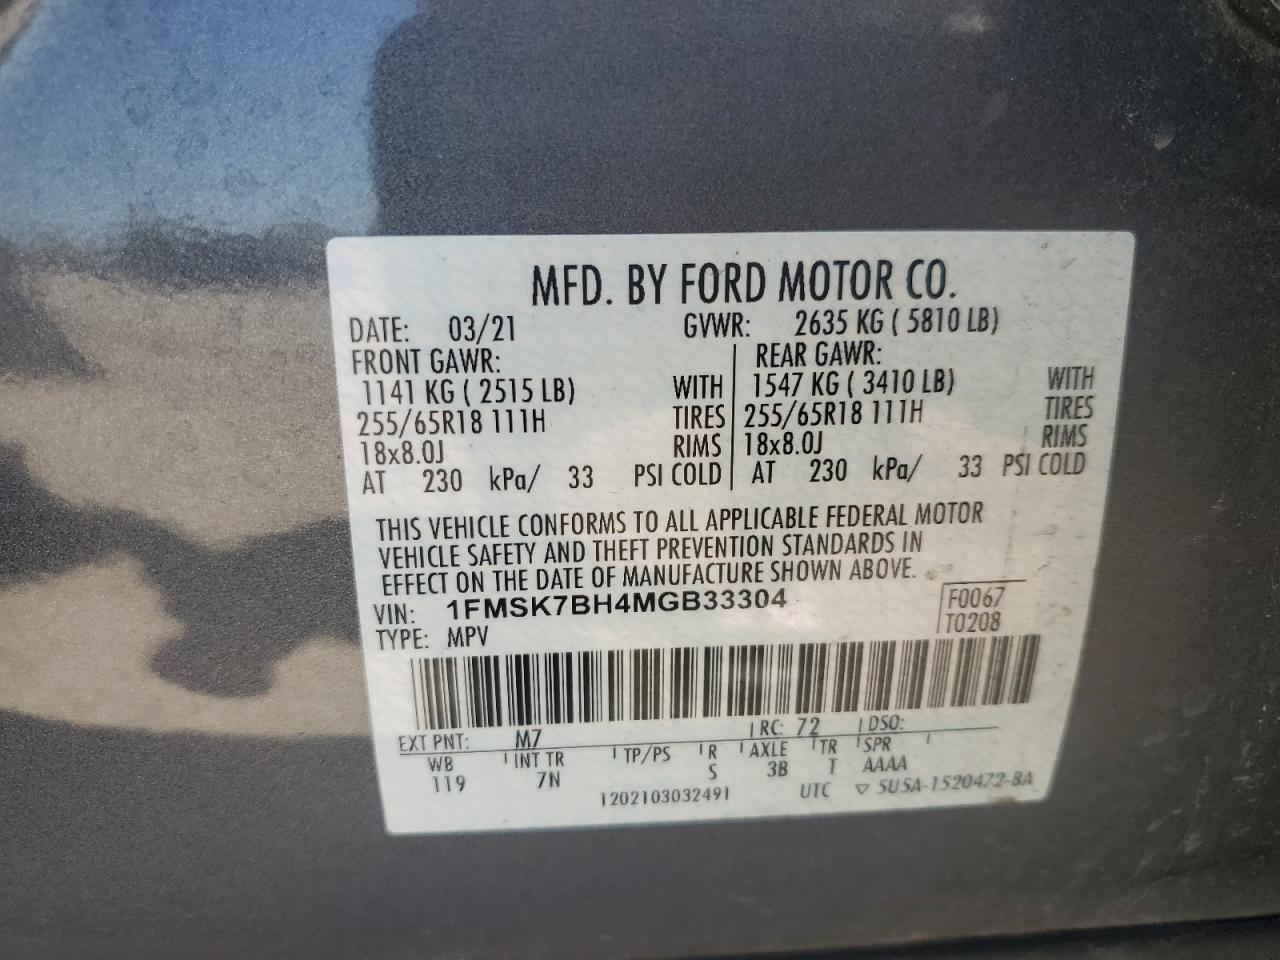 MFD. BY FORD MOTOR CO.
DATE: 03/21 GVWR: 2635 KG ( 5810 LB)
FRONT GAWR: REAR GAWR:
1141 KG ( 2515 LB) WITH 1547 KG ( 3410 LB) WITH
255/65R18 111H TIRES 255/65R18 111H TIRES
18x8.0J RIMS 18x8.0J RIMS
AT 230 kPa/ 33 PSI COLD AT 230 kPa/ 33 PSI COLD
THIS VEHICLE CONFORMS TO ALL APPLICABLE FEDERAL MOTOR
VEHICLE SAFETY AND THEFT PREVENTION STANDARDS IN
EFFECT ON THE DATE OF MANUFACTURE SHOWN ABOVE.
VIN: 1FMSK7BH4MGB33304 F0067
TYPE: MPV T0208
EXT PNT: M7 RC: 72 DSO:
WB INT TR TP/PS R AXLE TR SPR
119 7N S 3B T AAAA
1202103032491 UTC ▽ 5U5A-1520472-BA